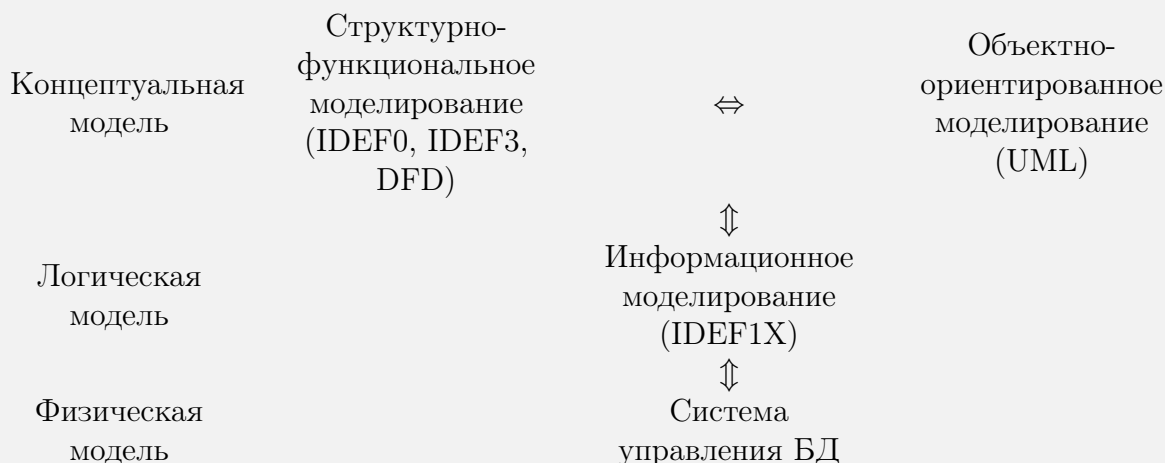 Концептуальная
модель
Структурно-
функциональное
моделирование
(IDEF0, IDEF3,
DFD)
⇔
Объектно-
ориентированное
моделирование
(UML)
⇕
Логическая
модель
Информационное
моделирование
(IDEF1X)
⇕
Физическая
модель
Система
управления БД